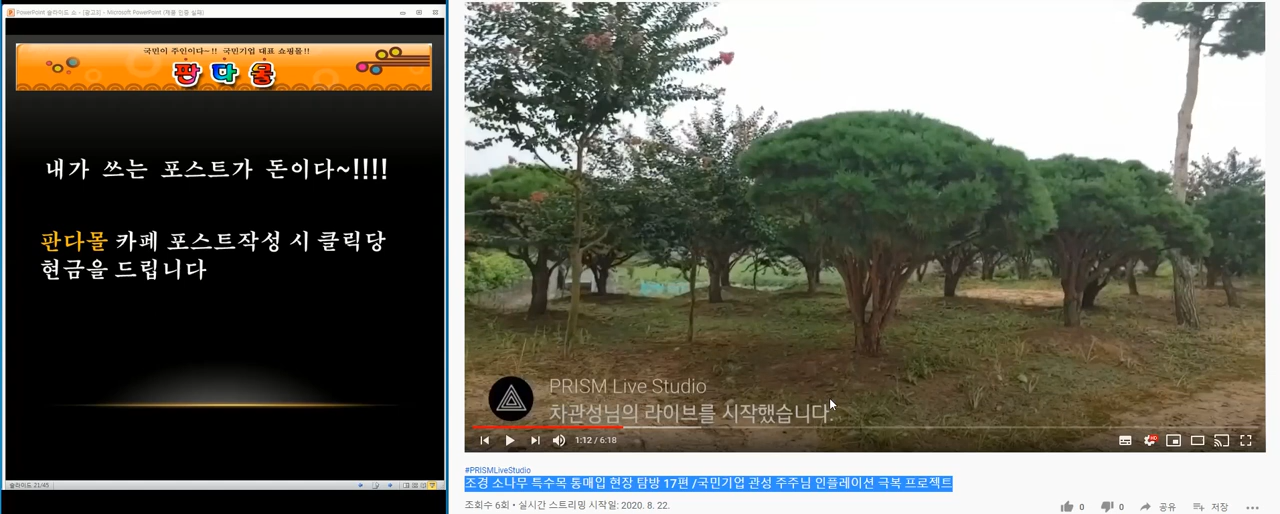 PowerPoint 슬라이드 쇼 - [광고3] - Microsoft PowerPoint (제품 인증 실패)
국민이 주인이다~!! 국민기업 대표 쇼핑몰!!
판다몰
내가 쓰는 포스트가 돈이다~!!!!
판다몰 카페 포스트작성 시 클릭당
현금을 드립니다
슬라이드 21/45
PRISM Live Studio
차관성님의 라이브를 시작했습니다.
1:12 / 6:18
HD
#PRISMLiveStudio
조경 소나무 특수목 통매입 현장 탐방 17편 /국민기업 관성 주주님 인플레이션 극복 프로젝트
조회수 6회 • 실시간 스트리밍 시작일: 2020. 8. 22.
0
0
공유
저장